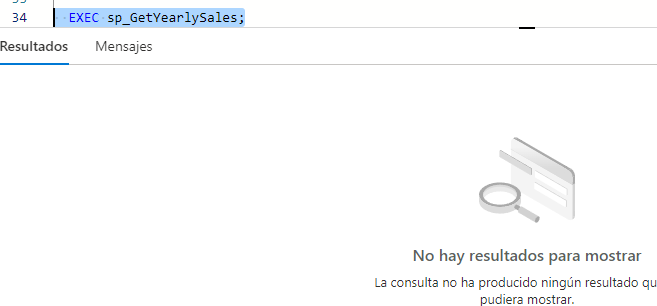 34 EXEC sp_GetYearlySales;
Resultados Mensajes
No hay resultados para mostrar
La consulta no ha producido ningún resultado qu
pudiera mostrar.